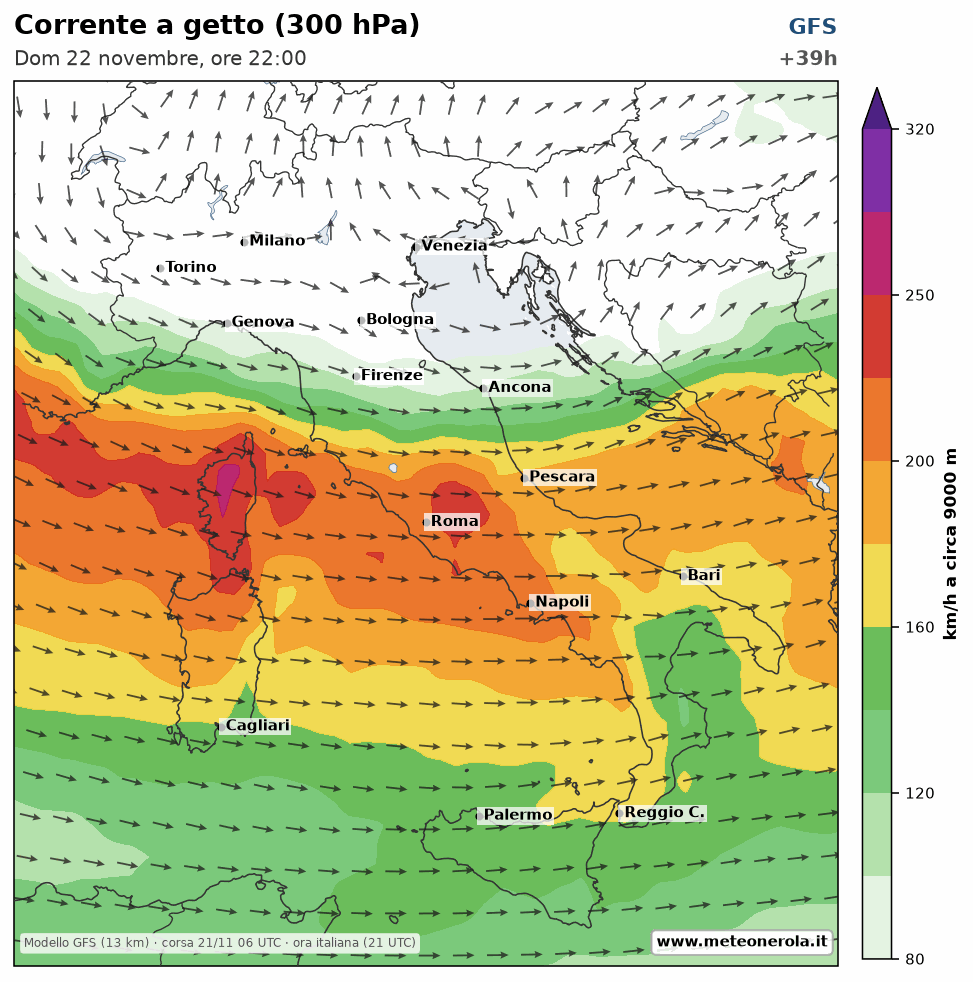 Corrente a getto (300 hPa)
GFS
Dom 22 novembre, ore 22:00
+39h
Milano
Venezia
Torino
Genova
Bologna
Firenze
Ancona
Pescara
Roma
Bari
Napoli
Cagliari
Palermo
Reggio C.
320
250
200
160
120
80
km/h a circa 9000 m
Modello GFS (13 km) · corsa 21/11 06 UTC · ora italiana (21 UTC)
www.meteonerola.it